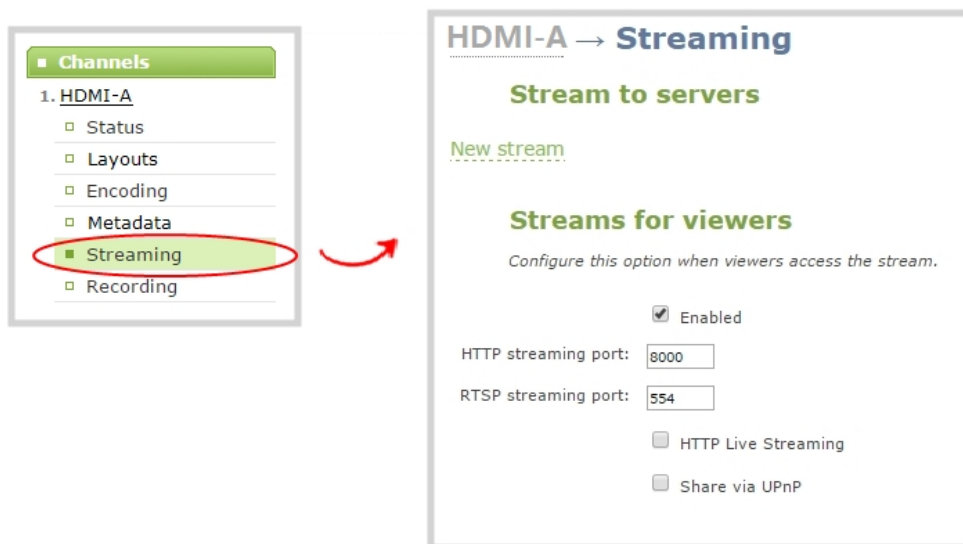 Channels
1. HDMI-A
Status
Layouts
Encoding
Metadata
Streaming
Recording
HDMI-A → Streaming
Stream to servers
New stream
Streams for viewers
Configure this option when viewers access the stream.
Enabled
HTTP streaming port: 8000
RTSP streaming port: 554
HTTP Live Streaming
Share via UPnP